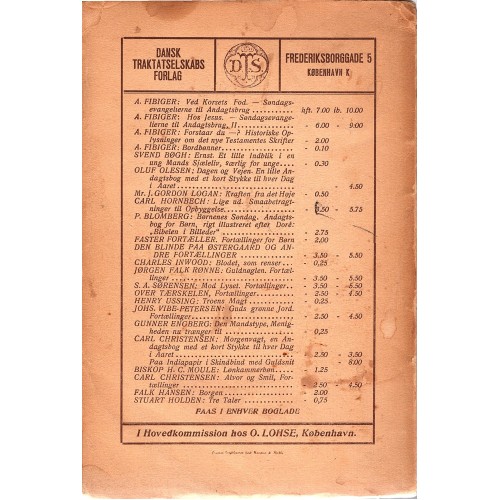 DANSK
TRAKTATSELSKABS
FORLAG
DTS
FREDERIKSBORGGADE 5
KØBENHAVN K
A. FIBIGER: Ved Korsets Fod. — Søndags-
evangelierne til Andagtsbrug . . hft. 7.00 ib. 10.00
A. FIBIGER: Hos Jesus. — Søndagsevange-
lierne til Andagtsbrug, II - 6.00 - 9.00
A. FIBIGER: Forstaar du —? Historiske Op-
lysninger om det nye Testamentes Skrifter - 2.00
A. FIBIGER: Bordbønner - 0.10
SVEND BØGH: Ernst. Et lille Indblik i en
ung Mands Sjæleliv, særlig for unge - 0.30
OLUF OLESEN: Dagen og Vejen. En lille An-
dagtsbog med et kort Stykke til hver Dag
i Aaret - 4.50
Mr. J. GORDON LOGAN: Kraften fra det Høje - 0.50
CARL HORNBECH: Lige ud. Smaabetragt-
ninger til Opbyggelse. - 3.50 - 5.75
P. BLOMBERG: Børnenes Søndag. Andagts-
bog for Børn, rigt illustreret efter Doré:
„Bibelen i Billeder" - 2.75
FASTER FORTÆLLER. Fortællinger for Børn - 2.00
DEN BLINDE PAA ØSTERGAARD OG AN-
DRE FORTÆLLINGER - 3.50 - 5.50
CHARLES INWOOD: Blodet, som renser - 0,25
JØRGEN FALK RØNNE: Guldnøglen. Fortæl-
linger - 3.50 - 5.50
S. A. SØRENSEN: Mod Lyset. Fortællinger. - 3.50 - 5.50
OVER TÆRSKELEN, Fortællinger. - 2.50 - 4.50
HENRY USSING: Troens Magt - 0,25
JOHS. VIBE-PETERSEN: Guds grønne Jord.
Fortællinger - 2.50 - 4.50
GUNNER ENGBERG: Den Mandstype, Menig-
heden nu trænger til - 0,25
CARL CHRISTENSEN: Morgenvagt, en An-
dagtsbog med et kort Stykke til hver Dag
i Aaret - 2.50 - 3.50
Paa Indiapapir i Skindbind med Guldsnit - 8.00
BISKOP H. C. MOULE: Lønkammerbøn - 1.25
CARL CHRISTENSEN: Alvor og Smil, For-
tællinger - 2.50 - 4.50
FALK HANSEN: Borgen - 2.00
STUART HOLDEN: Tre Taler - 0,75
FAAS I ENHVER BOGLADE
I Hovedkommission hos O. LOHSE, København.